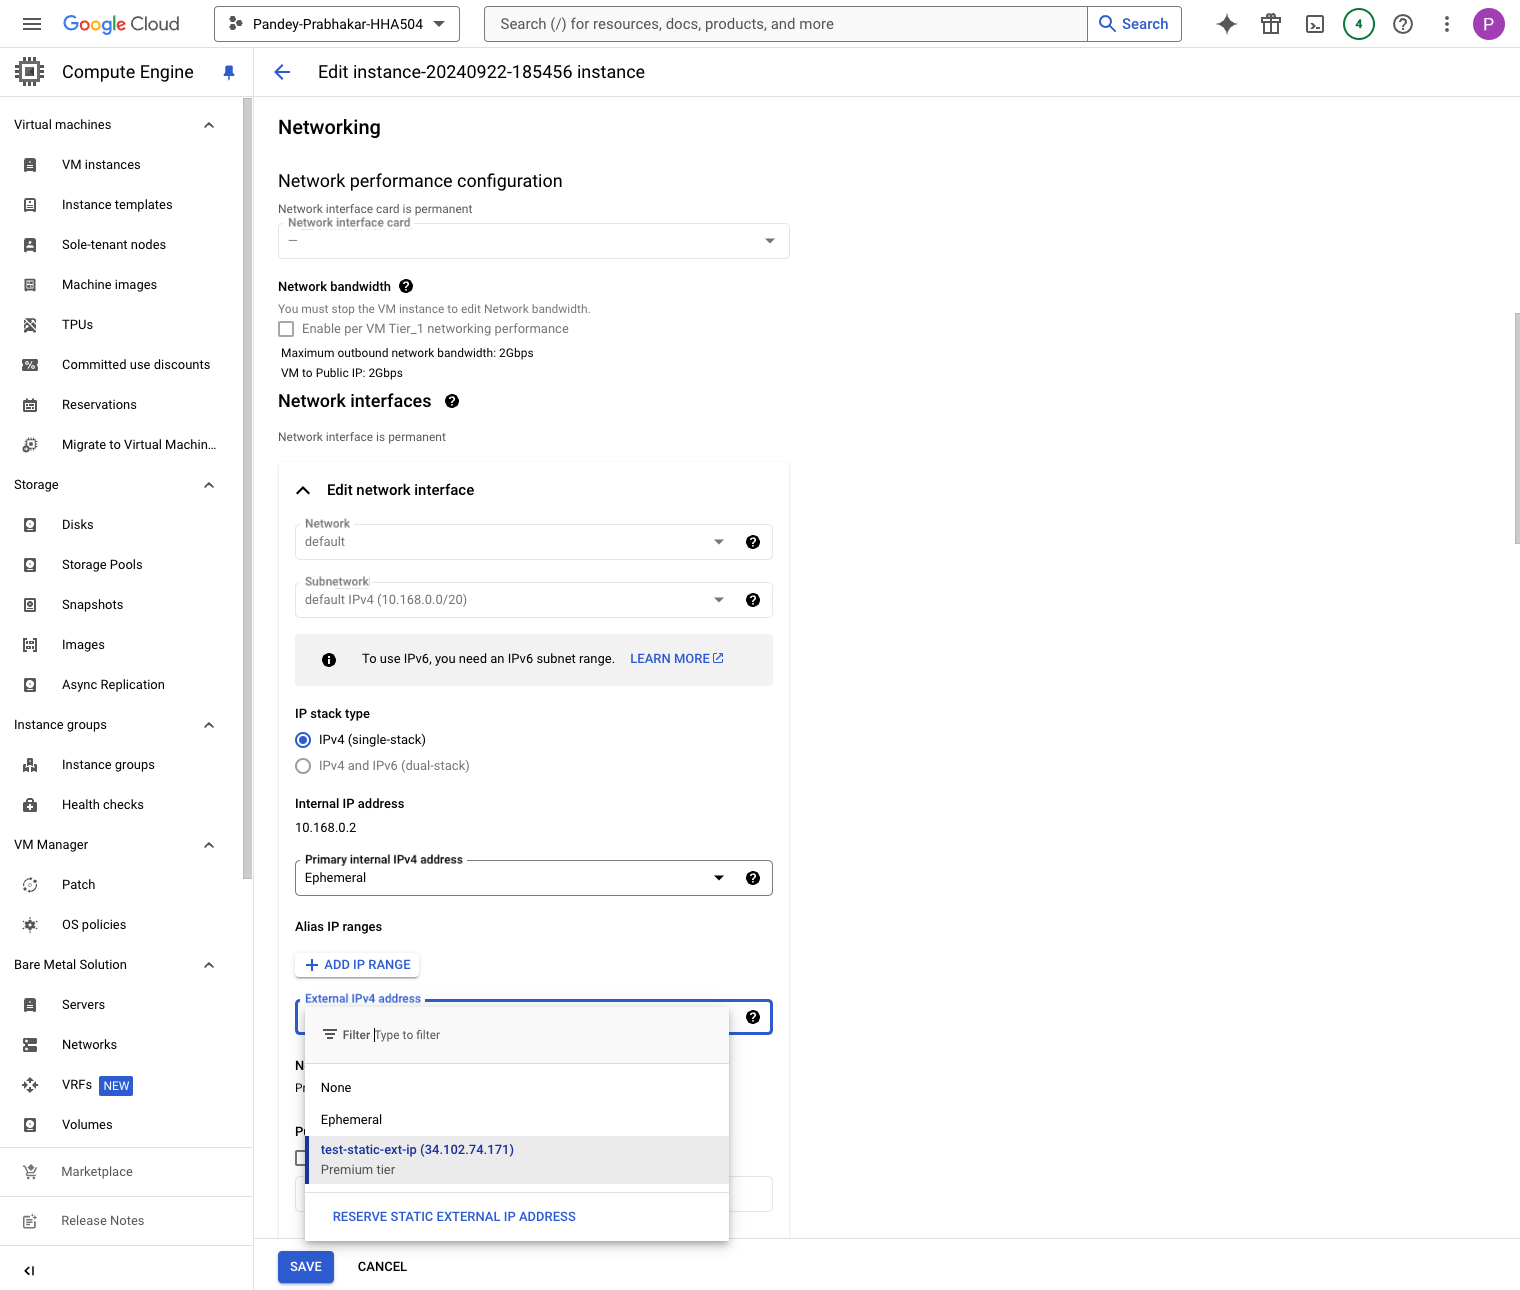 Google Cloud
Pandey-Prabhakar-HHA504
Search (/) for resources, docs, products, and more
Search
4
P
Compute Engine
Edit instance-20240922-185456 instance
Virtual machines
VM instances
Instance templates
Sole-tenant nodes
Machine images
TPUs
Committed use discounts
Reservations
Migrate to Virtual Machin...
Storage
Disks
Storage Pools
Snapshots
Images
Async Replication
Instance groups
Instance groups
Health checks
VM Manager
Patch
OS policies
Bare Metal Solution
Servers
Networks
VRFs NEW
Volumes
Marketplace
Release Notes
Networking
Network performance configuration
Network interface card is permanent
Network interface card
—
Network bandwidth
You must stop the VM instance to edit Network bandwidth.
Enable per VM Tier_1 networking performance
Maximum outbound network bandwidth: 2Gbps
VM to Public IP: 2Gbps
Network interfaces
Network interface is permanent
Edit network interface
Network
default
Subnetwork
default IPv4 (10.168.0.0/20)
To use IPv6, you need an IPv6 subnet range. LEARN MORE
IP stack type
IPv4 (single-stack)
IPv4 and IPv6 (dual-stack)
Internal IP address
10.168.0.2
Primary internal IPv4 address
Ephemeral
Alias IP ranges
ADD IP RANGE
External IPv4 address
Filter Type to filter
None
Ephemeral
test-static-ext-ip (34.102.74.171)
Premium tier
RESERVE STATIC EXTERNAL IP ADDRESS
SAVE
CANCEL